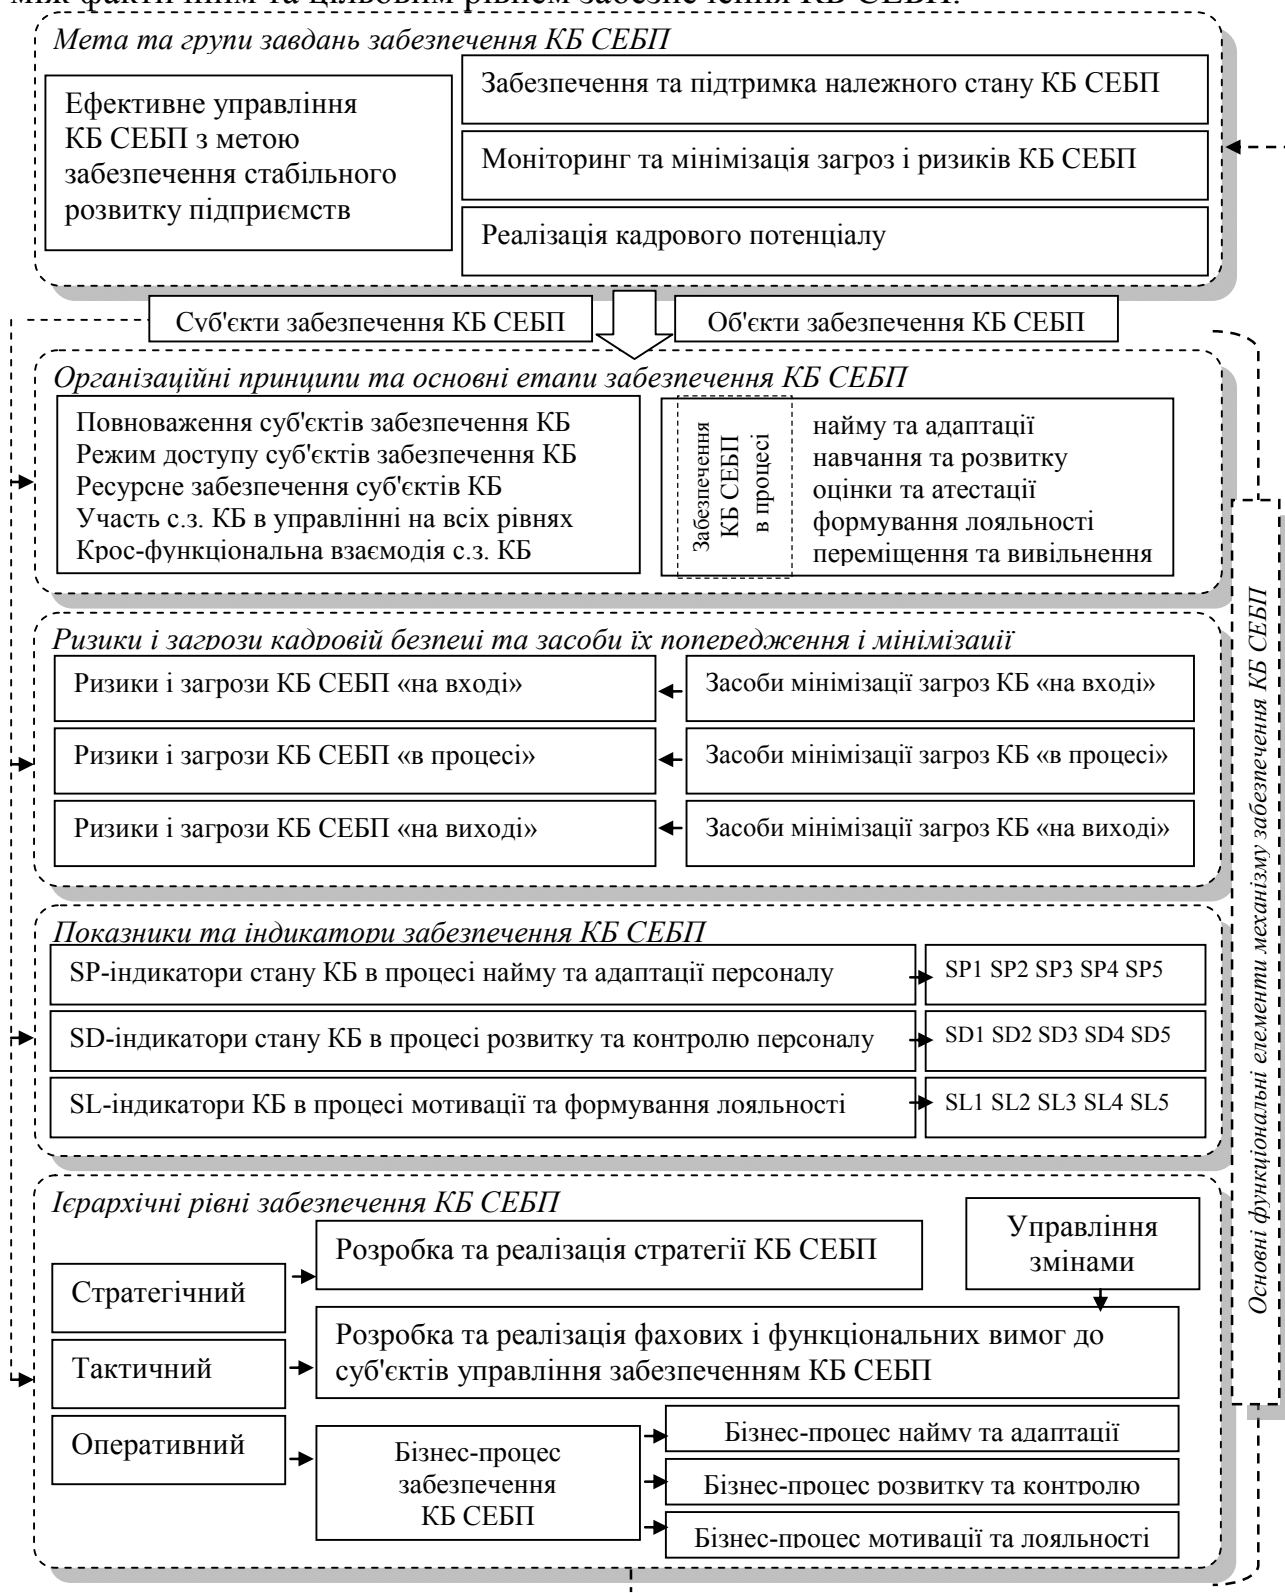 між фактичним та цільовим рівнем забезпечення КБ СЕБП.
Мета та групи завдань забезпечення КБ СЕБП
Ефективне управління
КБ СЕБП з метою
забезпечення стабільного
розвитку підприємств
Забезпечення та підтримка належного стану КБ СЕБП
Моніторинг та мінімізація загроз і ризиків КБ СЕБП
Реалізація кадрового потенціалу
Суб'єкти забезпечення КБ СЕБП
Об'єкти забезпечення КБ СЕБП
Організаційні принципи та основні етапи забезпечення КБ СЕБП
Повноваження суб'єктів забезпечення КБ
Режим доступу суб'єктів забезпечення КБ
Ресурсне забезпечення суб'єктів КБ
Участь с.з. КБ в управлінні на всіх рівнях
Крос-функціональна взаємодія с.з. КБ
Забезпечення
КБ СЕБП
в процесі
найму та адаптації
навчання та розвитку
оцінки та атестації
формування лояльності
переміщення та вивільнення
Ризики і загрози кадровій безпеці та засоби їх попередження і мінімізації
Ризики і загрози КБ СЕБП «на вході»
Засоби мінімізації загроз КБ «на вході»
Ризики і загрози КБ СЕБП «в процесі»
Засоби мінімізації загроз КБ «в процесі»
Ризики і загрози КБ СЕБП «на виході»
Засоби мінімізації загроз КБ «на виході»
Показники та індикатори забезпечення КБ СЕБП
SP-індикатори стану КБ в процесі найму та адаптації персоналу
SP1 SP2 SP3 SP4 SP5
SD-індикатори стану КБ в процесі розвитку та контролю персоналу
SD1 SD2 SD3 SD4 SD5
SL-індикатори КБ в процесі мотивації та формування лояльності
SL1 SL2 SL3 SL4 SL5
Ієрархічні рівні забезпечення КБ СЕБП
Стратегічний
Тактичний
Оперативний
Розробка та реалізація стратегії КБ СЕБП
Управління
змінами
Розробка та реалізація фахових і функціональних вимог до
суб'єктів управління забезпеченням КБ СЕБП
Бізнес-процес
забезпечення
КБ СЕБП
Бізнес-процес найму та адаптації
Бізнес-процес розвитку та контролю
Бізнес-процес мотивації та лояльності
Основні функціональні елементи механізму забезпечення КБ СЕБП